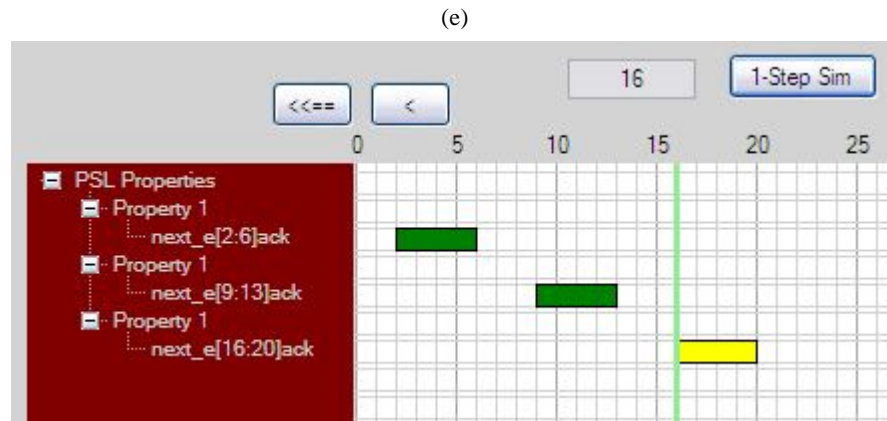 (e)
16 1-Step Sim
<<== <
0 5 10 15 20 25
PSL Properties
Property 1
next_e[2:6]ack
Property 1
next_e[9:13]ack
Property 1
next_e[16:20]ack